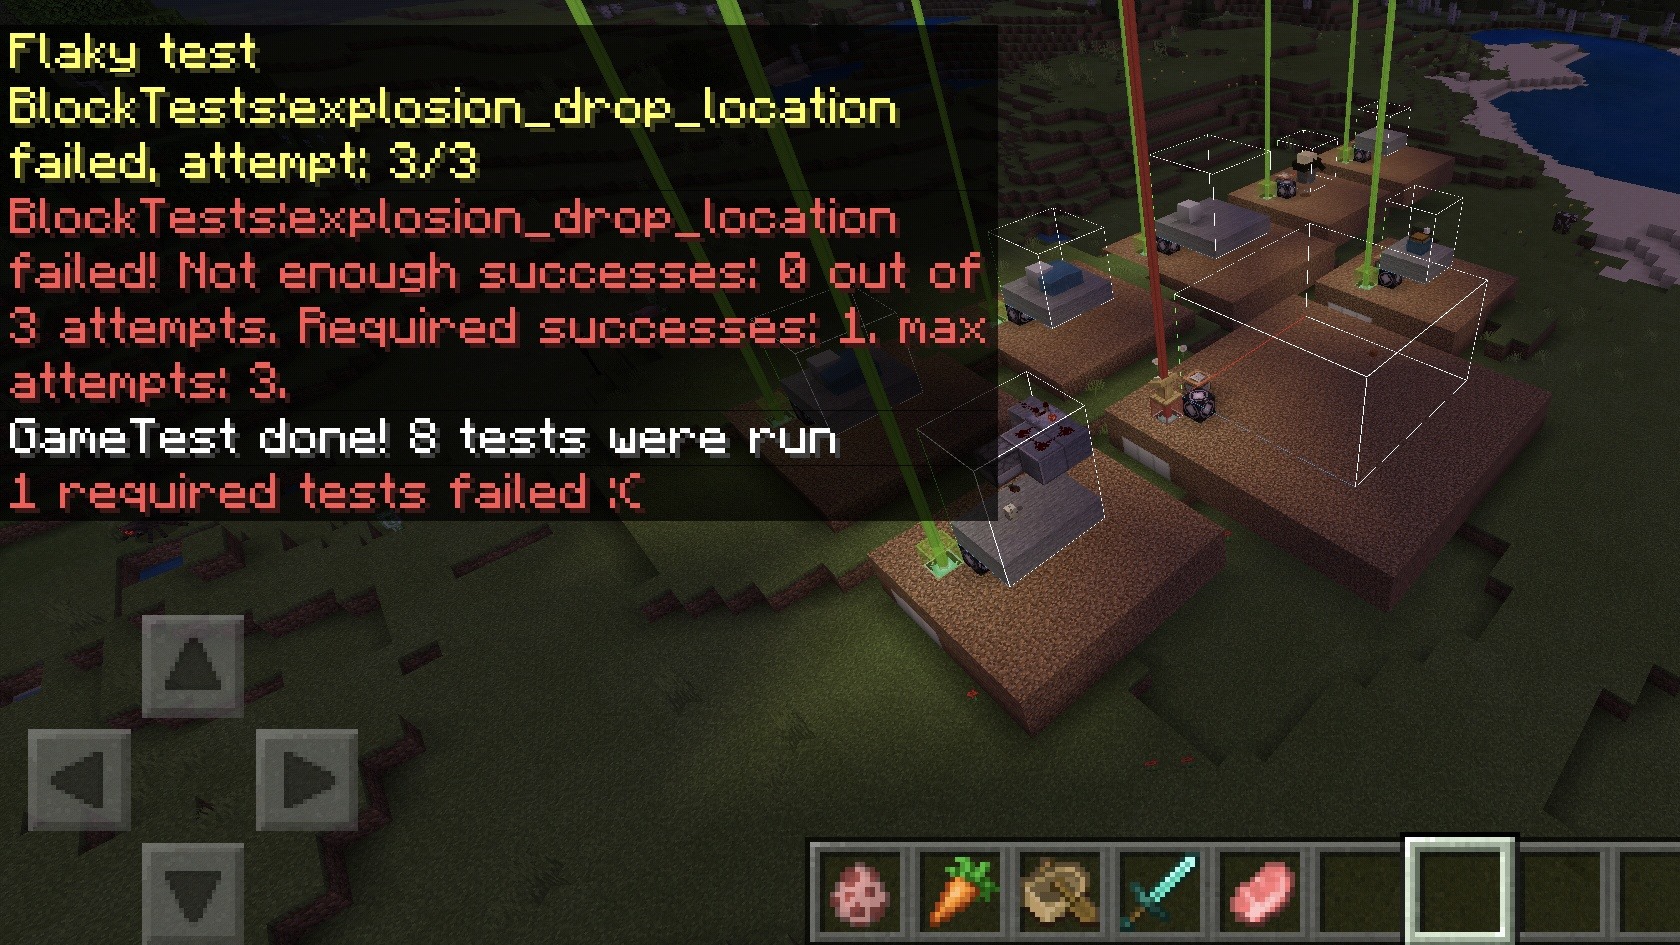 Flaky test
BlockTests:explosion_drop_location
failed, attempt: 3/3
BlockTests:explosion_drop_location
failed! Not enough successes: 0 out of
3 attempts. Required successes: 1, max
attempts: 3.
GameTest done! 8 tests were run
1 required tests failed :(